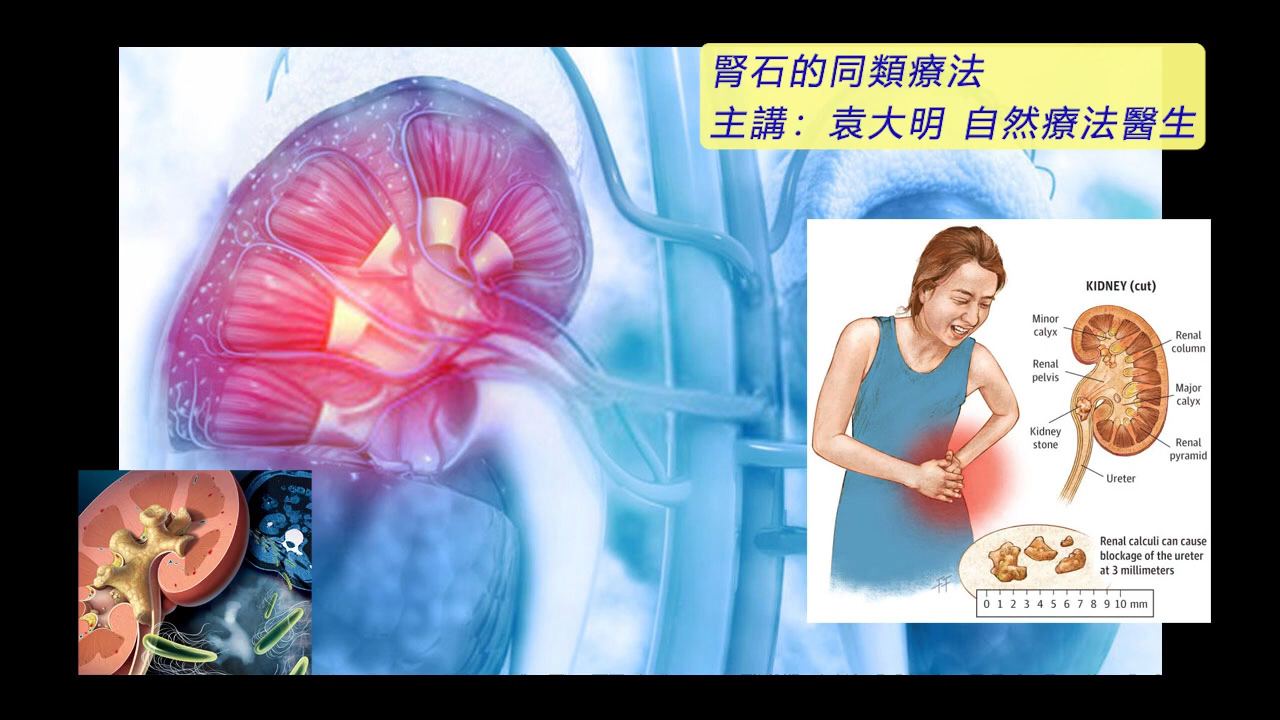 腎石的同類療法
主講：袁大明 自然療法醫生
KIDNEY (cut)
Minor
calyx
Renal
column
Renal
pelvis
Major
calyx
Kidney
stone
Renal
pyramid
Ureter
Renal calculi can cause
blockage of the ureter
at 3 millimeters
0 1 2 3 4 5 6 7 8 9 10 mm